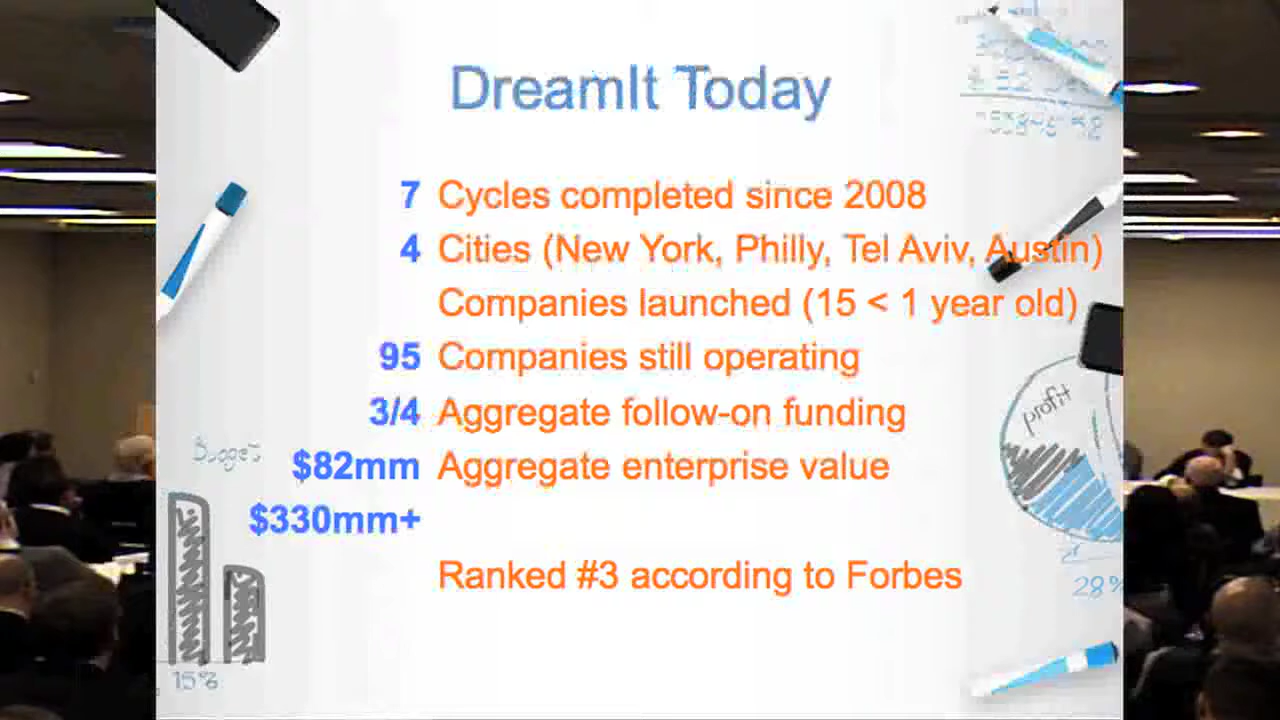 DreamIt Today
7 Cycles completed since 2008
4 Cities (New York, Philly, Tel Aviv, Austin)
Companies launched (15 < 1 year old)
95 Companies still operating
3/4 Aggregate follow-on funding
$82mm Aggregate enterprise value
$330mm+
Ranked #3 according to Forbes
profit
Budget
28%
15%